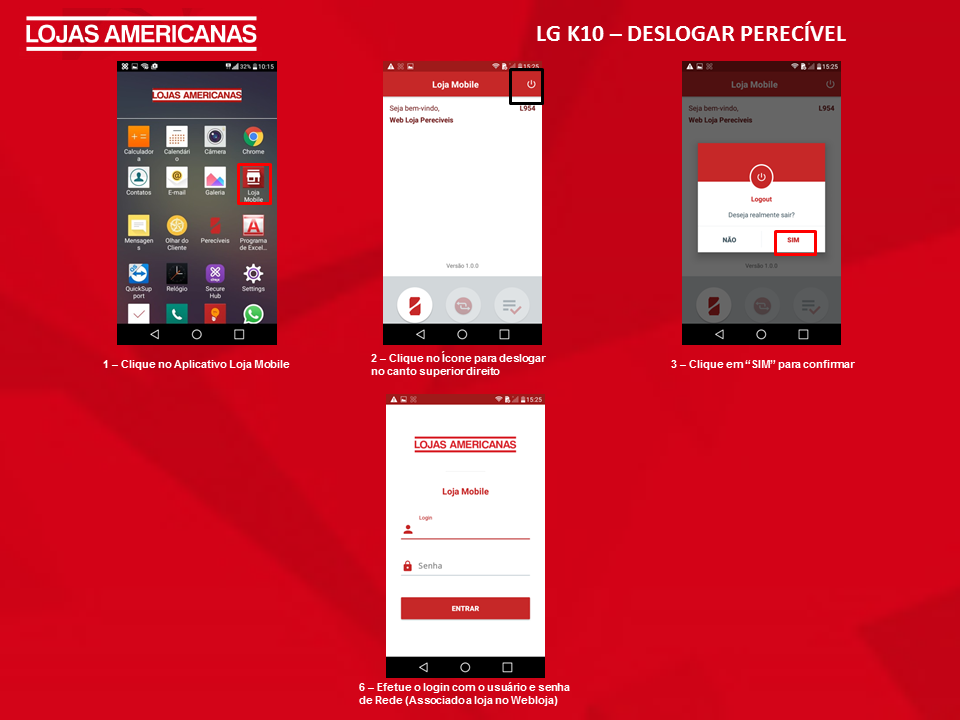 LOJAS AMERICANAS
LG K10 – DESLOGAR PERECÍVEL
32% 10:15
LOJAS AMERICANAS
Calculador
a
Calendári
o
Câmera
Chrome
Contatos
E-mail
Galeria
Loja
Mobile
Mensagen
s
Olhar do
Cliente
Perecíveis
Programa
de Excel...
QuickSup
port
Relógio
Secure
Hub
Settings
1 – Clique no Aplicativo Loja Mobile
15:25
Loja Mobile
Seja bem-vindo,
L954
Web Loja Pereciveis
Versão 1.0.0
2 – Clique no Ícone para deslogar
no canto superior direito
15:25
Loja Mobile
Seja bem-vindo,
L954
Web Loja Pereciveis
Logout
Deseja realmente sair?
NÃO
SIM
Versão 1.0.0
3 – Clique em “SIM” para confirmar
15:25
LOJAS AMERICANAS
Loja Mobile
Login
Senha
ENTRAR
6 – Efetue o login com o usuário e senha
de Rede (Associado a loja no Webloja)